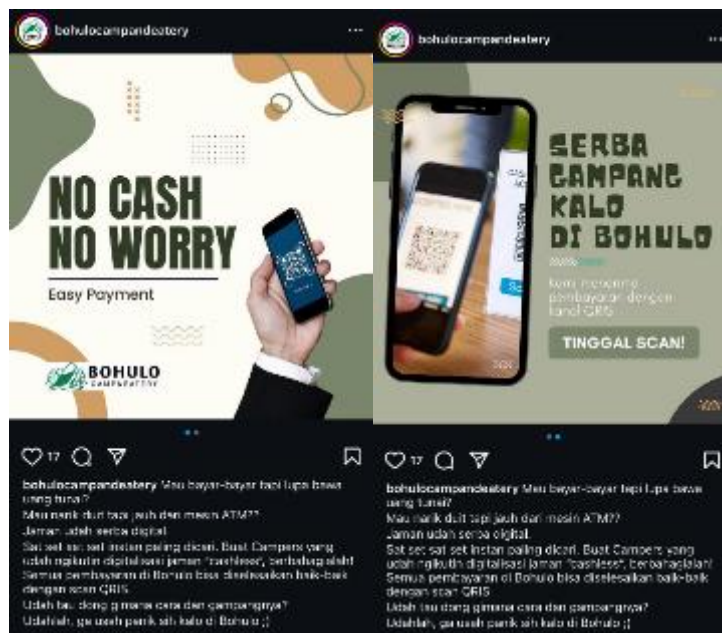 bohulocampandeatery
NO CASH
NO WORRY
Easy Payment
BOHULO
CAMPANDEATERY
17
bohulocampandeatery Mau bayar-bayar tapi lupa bawa
uang tunai?
Mau narik duit tapi jauh dari mesin ATM??
Jaman udah serba digital.
Sat set sat set instan paling dicari. Buat Campers yang
udah ngikutin digitalisasi jaman "cashless", berbahagialah!
Semua pembayaran di Bohulo bisa diselesaikan baik-baik
dengan scan QRIS
Udah tau dong gimana cara dan gampangnya?
Udahlah, ga usah panik sih kalo di Bohulo ;)
bohulocampandeatery
SERBA
GAMPANG
KALO
DI BOHULO
kami menerima
pembayaran dengan
kanal QRIS
TINGGAL SCAN!
17
bohulocampandeatery Mau bayar-bayar tapi lupa bawa
uang tunai?
Mau narik duit tapi jauh dari mesin ATM??
Jaman udah serba digital.
Sat set sat set instan paling dicari. Buat Campers yang
udah ngikutin digitalisasi jaman "cashless", berbahagialah!
Semua pembayaran di Bohulo bisa diselesaikan baik-baik
dengan scan QRIS
Udah tau dong gimana cara dan gampangnya?
Udahlah, ga usah panik sih kalo di Bohulo ;)